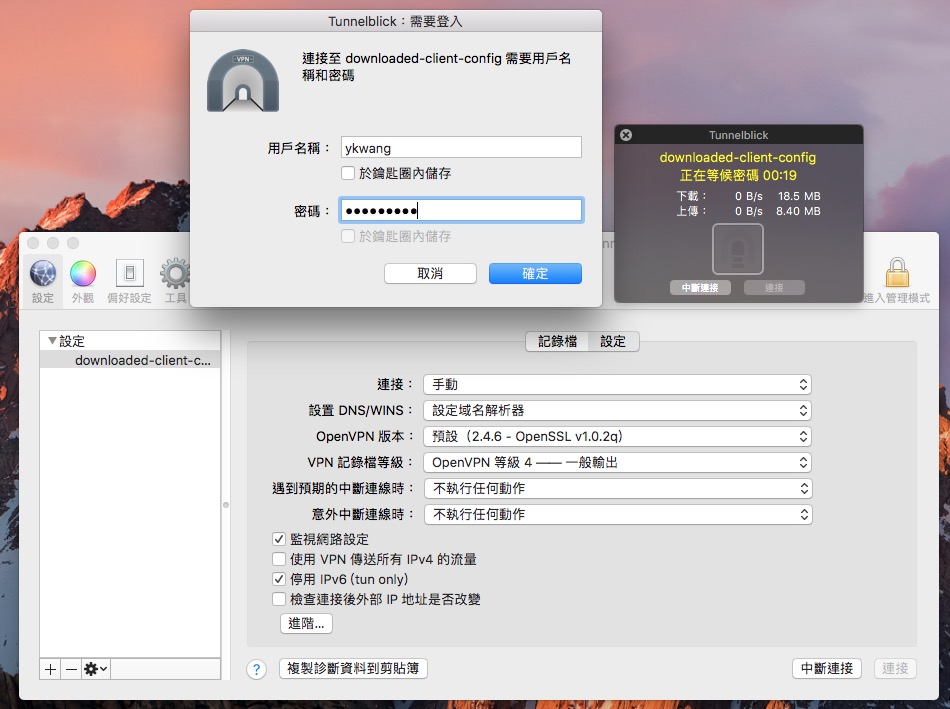 Tunnelblick：需要登入
VPN
連接至 downloaded-client-config 需要用戶名
稱和密碼
用戶名稱： ykwang
於鑰匙圈內儲存
密碼： •••••••••
於鑰匙圈內儲存
取消 確定
Tunnelblick
downloaded-client-config
正在等候密碼 00:19
下載： 0 B/s 18.5 MB
上傳： 0 B/s 8.40 MB
中斷連接 連接
設定 外觀 偏好設定 工具
進入管理模式
設定
downloaded-client-c...
記錄檔 設定
連接： 手動
設置 DNS/WINS： 設定域名解析器
OpenVPN 版本： 預設（2.4.6 - OpenSSL v1.0.2q）
VPN 記錄檔等級： OpenVPN 等級 4 —— 一般輸出
遇到預期的中斷連線時： 不執行任何動作
意外中斷連線時： 不執行任何動作
監視網路設定
使用 VPN 傳送所有 IPv4 的流量
停用 IPv6 (tun only)
檢查連接後外部 IP 地址是否改變
進階...
? 複製診斷資料到剪貼簿
中斷連接 連接